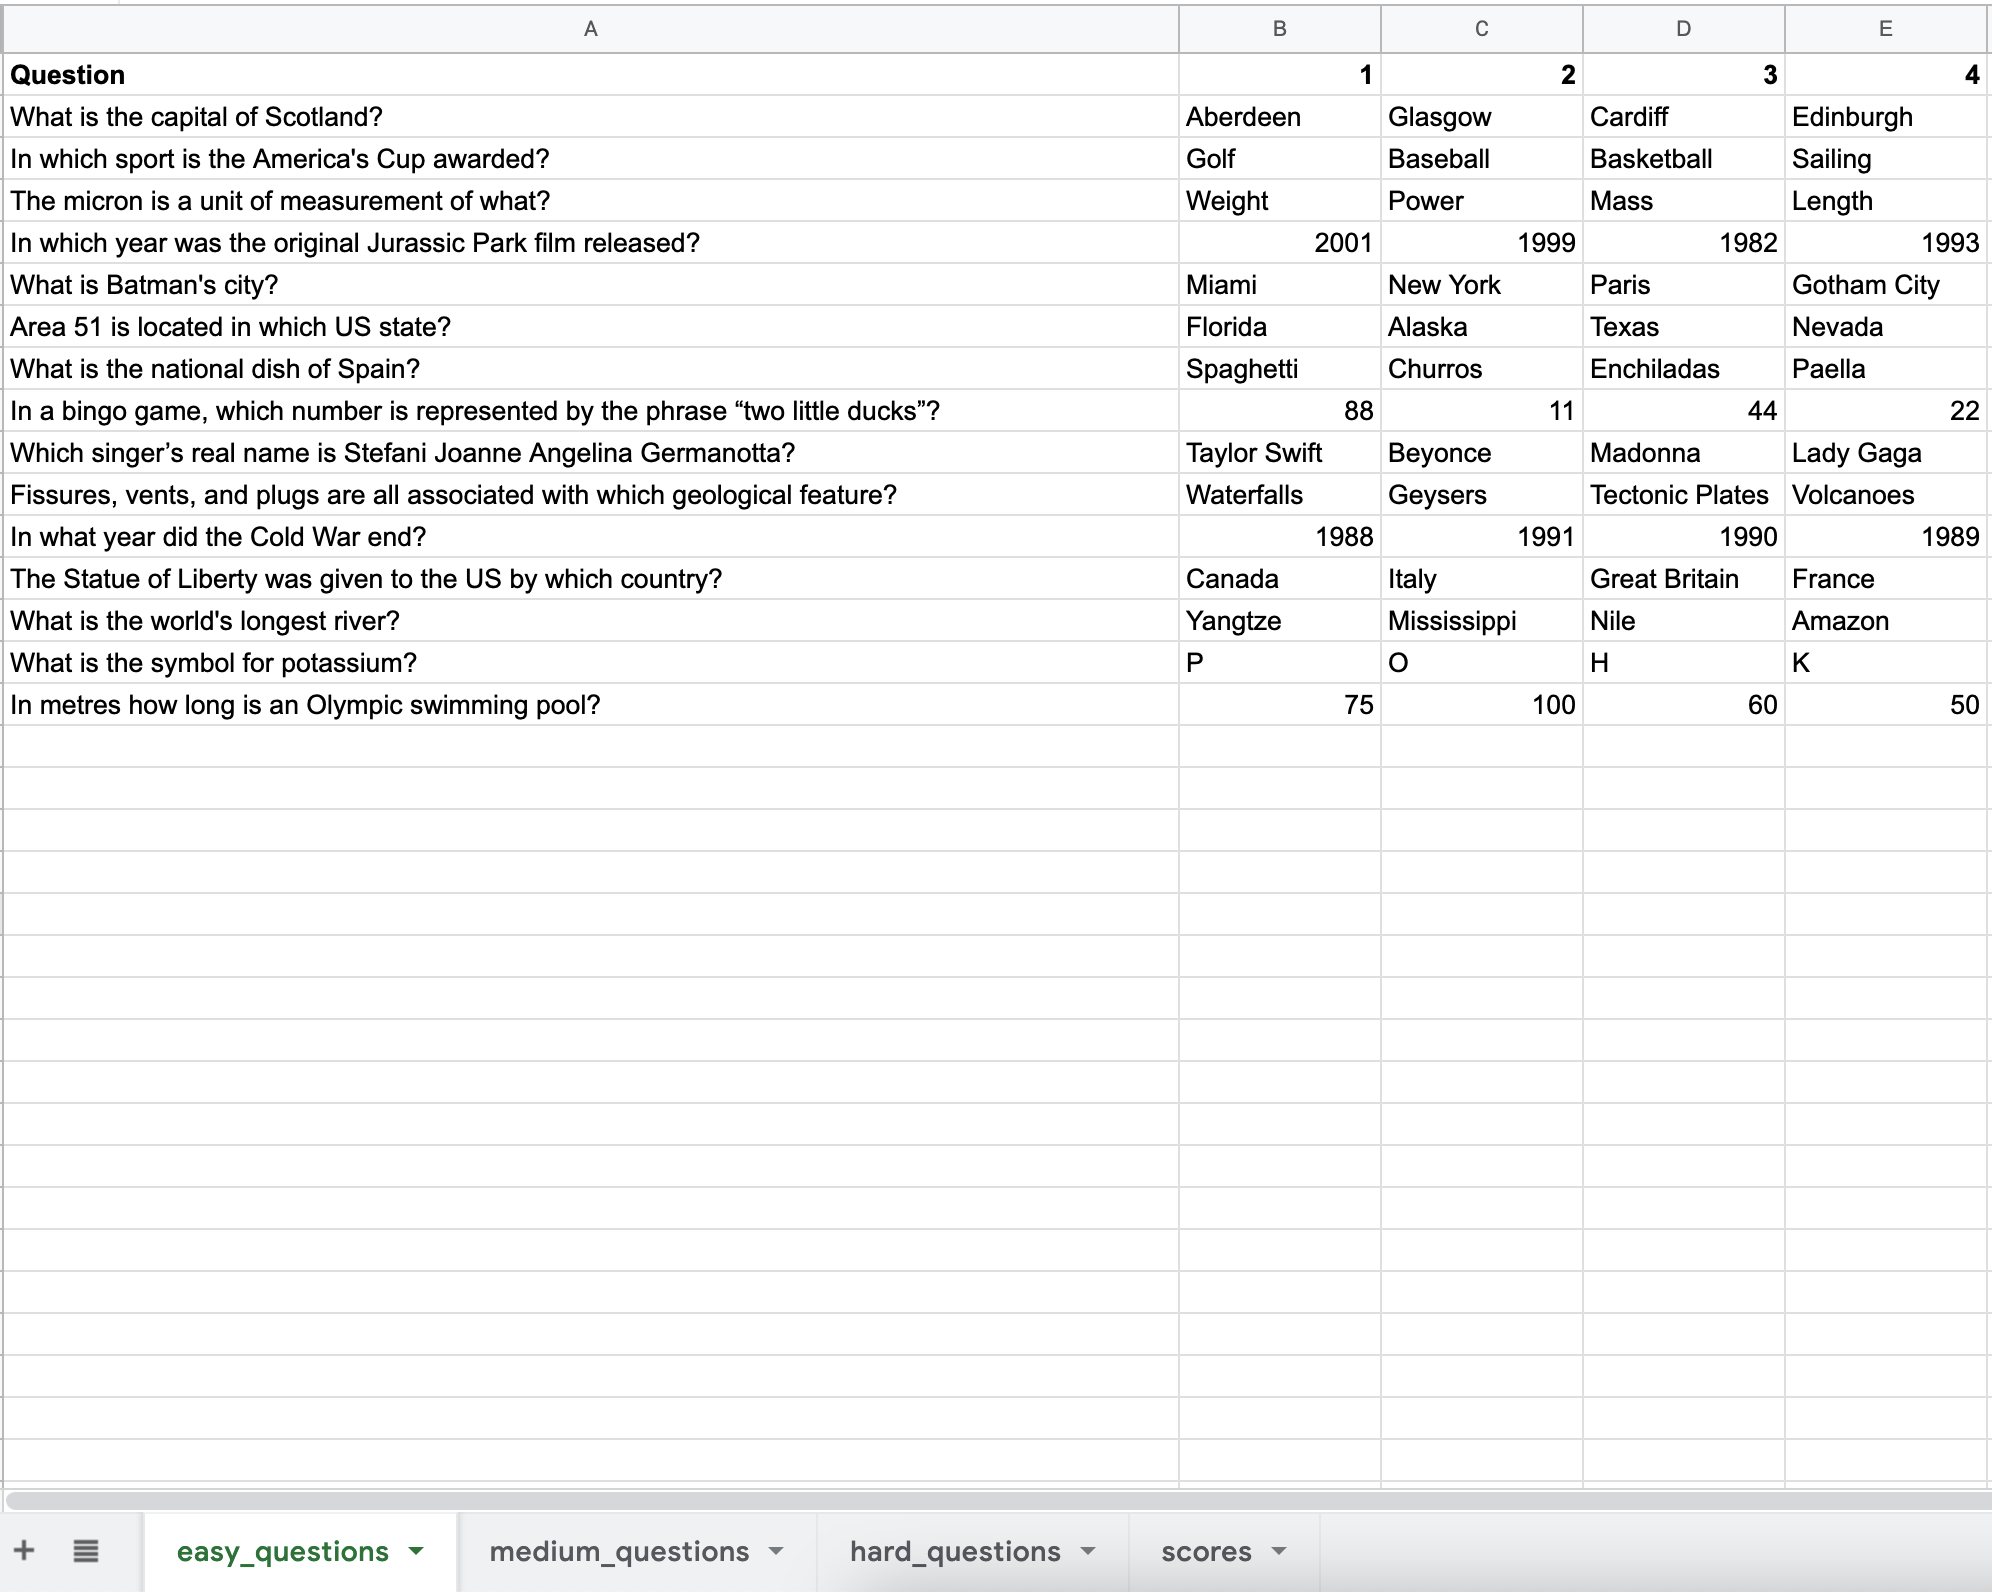 A B C D E
Question 1 2 3 4
What is the capital of Scotland? Aberdeen Glasgow Cardiff Edinburgh
In which sport is the America's Cup awarded? Golf Baseball Basketball Sailing
The micron is a unit of measurement of what? Weight Power Mass Length
In which year was the original Jurassic Park film released? 2001 1999 1982 1993
What is Batman's city? Miami New York Paris Gotham City
Area 51 is located in which US state? Florida Alaska Texas Nevada
What is the national dish of Spain? Spaghetti Churros Enchiladas Paella
In a bingo game, which number is represented by the phrase “two little ducks”? 88 11 44 22
Which singer’s real name is Stefani Joanne Angelina Germanotta? Taylor Swift Beyonce Madonna Lady Gaga
Fissures, vents, and plugs are all associated with which geological feature? Waterfalls Geysers Tectonic Plates Volcanoes
In what year did the Cold War end? 1988 1991 1990 1989
The Statue of Liberty was given to the US by which country? Canada Italy Great Britain France
What is the world's longest river? Yangtze Mississippi Nile Amazon
What is the symbol for potassium? P O H K
In metres how long is an Olympic swimming pool? 75 100 60 50
easy_questions medium_questions hard_questions scores